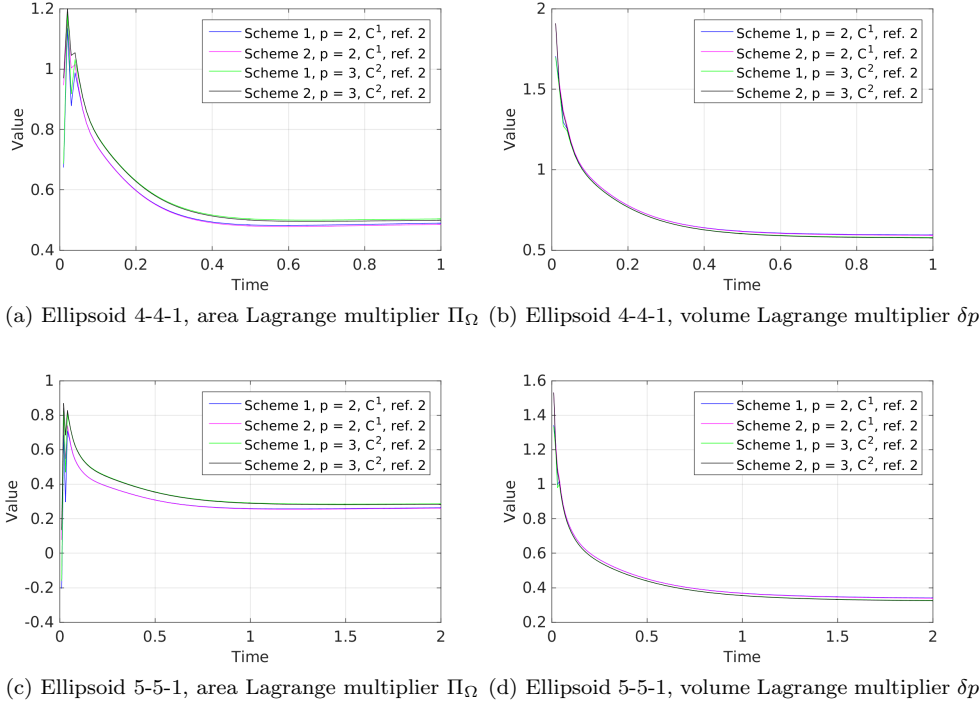 Scheme 1, p = 2, C¹, ref. 2
Scheme 2, p = 2, C¹, ref. 2
Scheme 1, p = 3, C², ref. 2
Scheme 2, p = 3, C², ref. 2
Value
1.2
1
0.8
0.6
0.4
0 0.2 0.4 0.6 0.8 1
Time
(a) Ellipsoid 4-4-1, area Lagrange multiplier Π_Ω
Scheme 1, p = 2, C¹, ref. 2
Scheme 2, p = 2, C¹, ref. 2
Scheme 1, p = 3, C², ref. 2
Scheme 2, p = 3, C², ref. 2
Value
2
1.5
1
0.5
0 0.2 0.4 0.6 0.8 1
Time
(b) Ellipsoid 4-4-1, volume Lagrange multiplier δp
Scheme 1, p = 2, C¹, ref. 2
Scheme 2, p = 2, C¹, ref. 2
Scheme 1, p = 3, C², ref. 2
Scheme 2, p = 3, C², ref. 2
Value
1
0.8
0.6
0.4
0.2
0
-0.2
-0.4
0 0.5 1 1.5 2
Time
(c) Ellipsoid 5-5-1, area Lagrange multiplier Π_Ω
Scheme 1, p = 2, C¹, ref. 2
Scheme 2, p = 2, C¹, ref. 2
Scheme 1, p = 3, C², ref. 2
Scheme 2, p = 3, C², ref. 2
Value
1.6
1.4
1.2
1
0.8
0.6
0.4
0.2
0 0.5 1 1.5 2
Time
(d) Ellipsoid 5-5-1, volume Lagrange multiplier δp